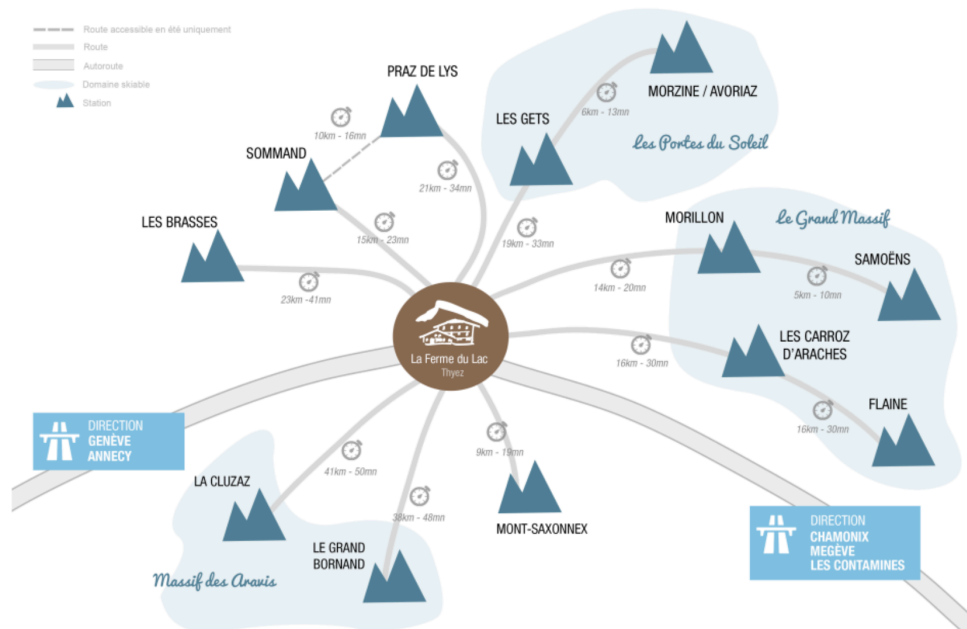 Route accessible en été uniquement
Route
Autoroute
Domaine skiable
Station
PRAZ DE LYS
10km - 16mn
SOMMAND
21km - 34mn
LES GETS
6km - 13mn
MORZINE / AVORIAZ
Les Portes du Soleil
LES BRASSES
15km - 23mn
19km - 33mn
23km -41mn
MORILLON
Le Grand Massif
SAMOËNS
14km - 20mn
5km - 10mn
La Ferme du Lac
Thyez
16km - 30mn
LES CARROZ
D'ARACHES
FLAINE
16km - 30mn
DIRECTION
GENÈVE
ANNECY
41km - 50mn
9km - 19mn
LA CLUZAZ
38km - 48mn
MONT-SAXONNEX
LE GRAND
BORNAND
Massif des Aravis
DIRECTION
CHAMONIX
MEGÈVE
LES CONTAMINES